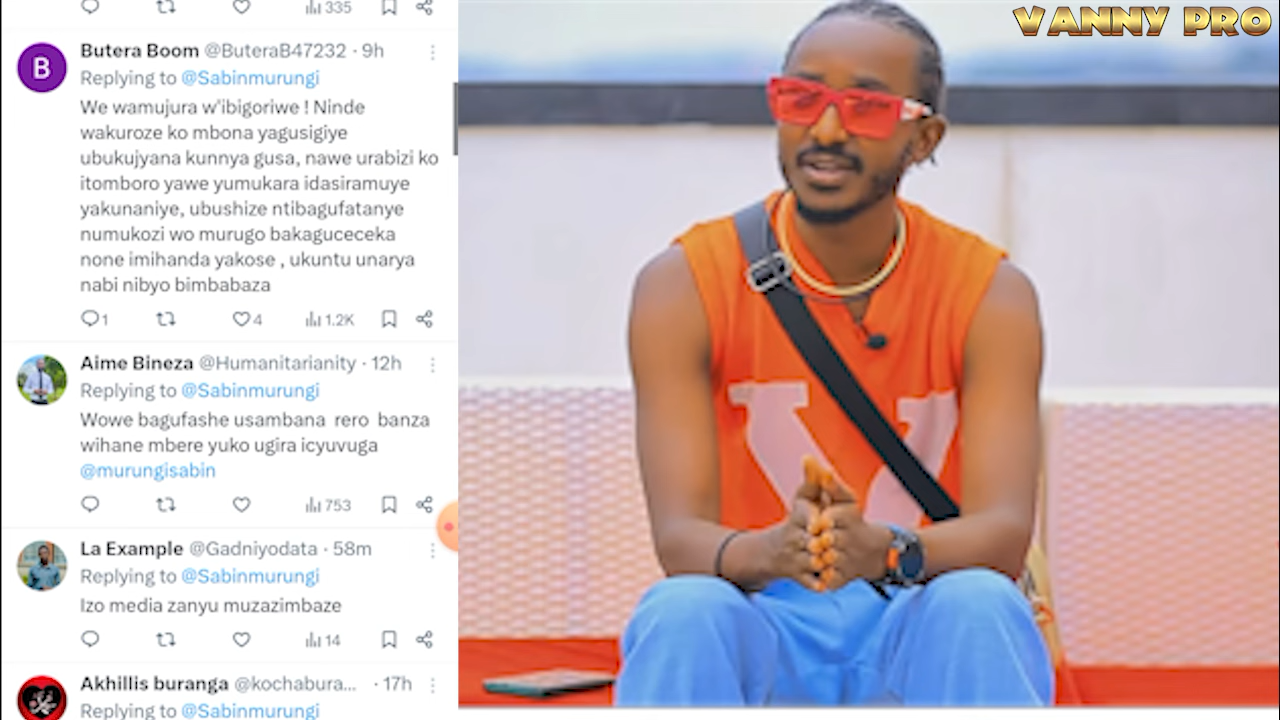 335
VANNY PRO
B
Butera Boom @ButeraB47232 · 9h
Replying to @Sabinmurungi
We wamujura w'ibigoriwe ! Ninde
wakuroze ko mbona yagusigiye
ubukujyana kunnya gusa, nawe urabizi ko
itomboro yawe yumukara idasiramuye
yakunaniye, ubushize ntibagufatanye
numukozi wo murugo bakaguceceka
none imihanda yakose , ukuntu unarya
nabi nibyo bimbabaza
1 4 1.2K
Aime Bineza @Humanitarianity · 12h
Replying to @Sabinmurungi
Wowe bagufashe usambana rero banza
wihane mbere yuko ugira icyuvuga
@murungisabin
753
La Example @Gadniyodata · 58m
Replying to @Sabinmurungi
Izo media zanyu muzazimbaze
14
Akhillis buranga @kochabura... · 17h
Replying to @Sabinmurungi